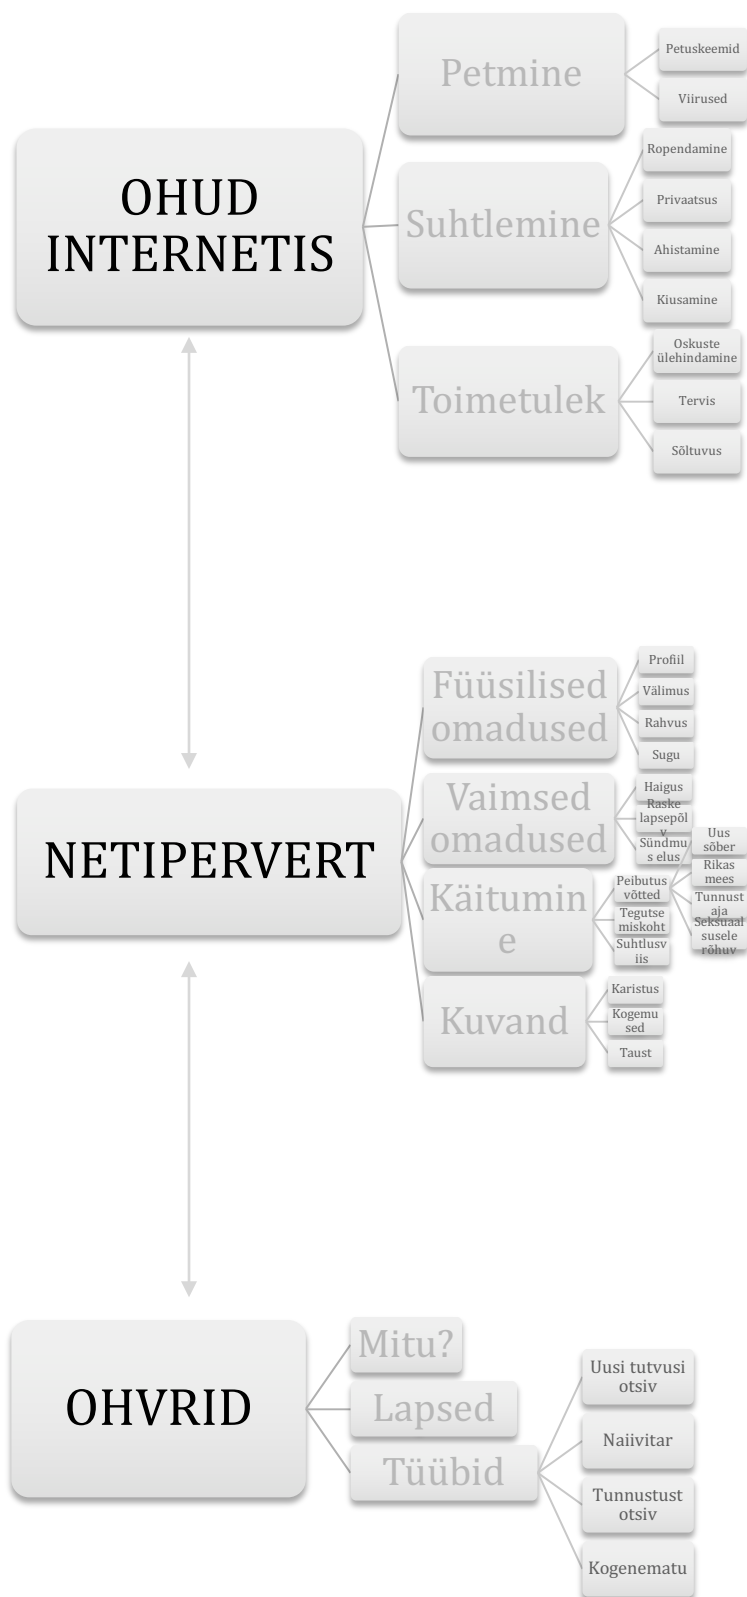 OHUD
INTERNETIS
Petmine
Petuskeemid
Viirused
Suhtlemine
Ropendamine
Privaatsus
Ahistamine
Kiusamine
Toimetulek
Oskuste
ülehindamine
Tervis
Sõltuvus
NETIPERVERT
Füüsilised
omadused
Profiil
Välimus
Rahvus
Sugu
Vaimsed
omadused
Haigus
Raske
lapsepõl
v
Sündmu
s elus
Käitumin
e
Peibutus
võtted
Uus
sõber
Rikas
mees
Tunnust
aja
Seksuaal
susele
rõhuv
Tegutse
miskoht
Suhtlusv
iis
Kuvand
Karistus
Kogemu
sed
Taust
OHVRID
Mitu?
Lapsed
Tüübid
Uusi tutvusi
otsiv
Naiivitar
Tunnustust
otsiv
Kogenematu